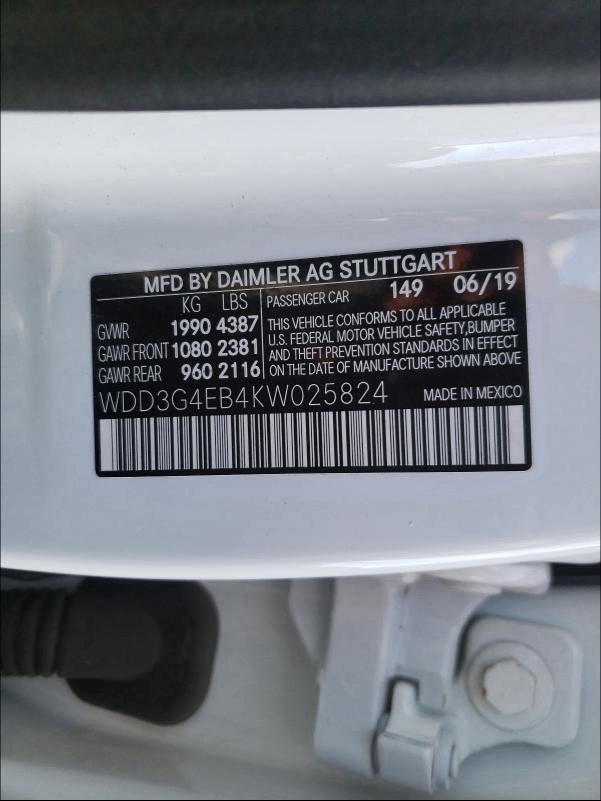 MFD BY DAIMLER AG STUTTGART
KG LBS PASSENGER CAR 149 06/19
GVWR 1990 4387 THIS VEHICLE CONFORMS TO ALL APPLICABLE
U.S. FEDERAL MOTOR VEHICLE SAFETY,BUMPER
GAWR FRONT 1080 2381 AND THEFT PREVENTION STANDARDS IN EFFECT
GAWR REAR 960 2116 ON THE DATE OF MANUFACTURE SHOWN ABOVE
WDD3G4EB4KW025824 MADE IN MEXICO